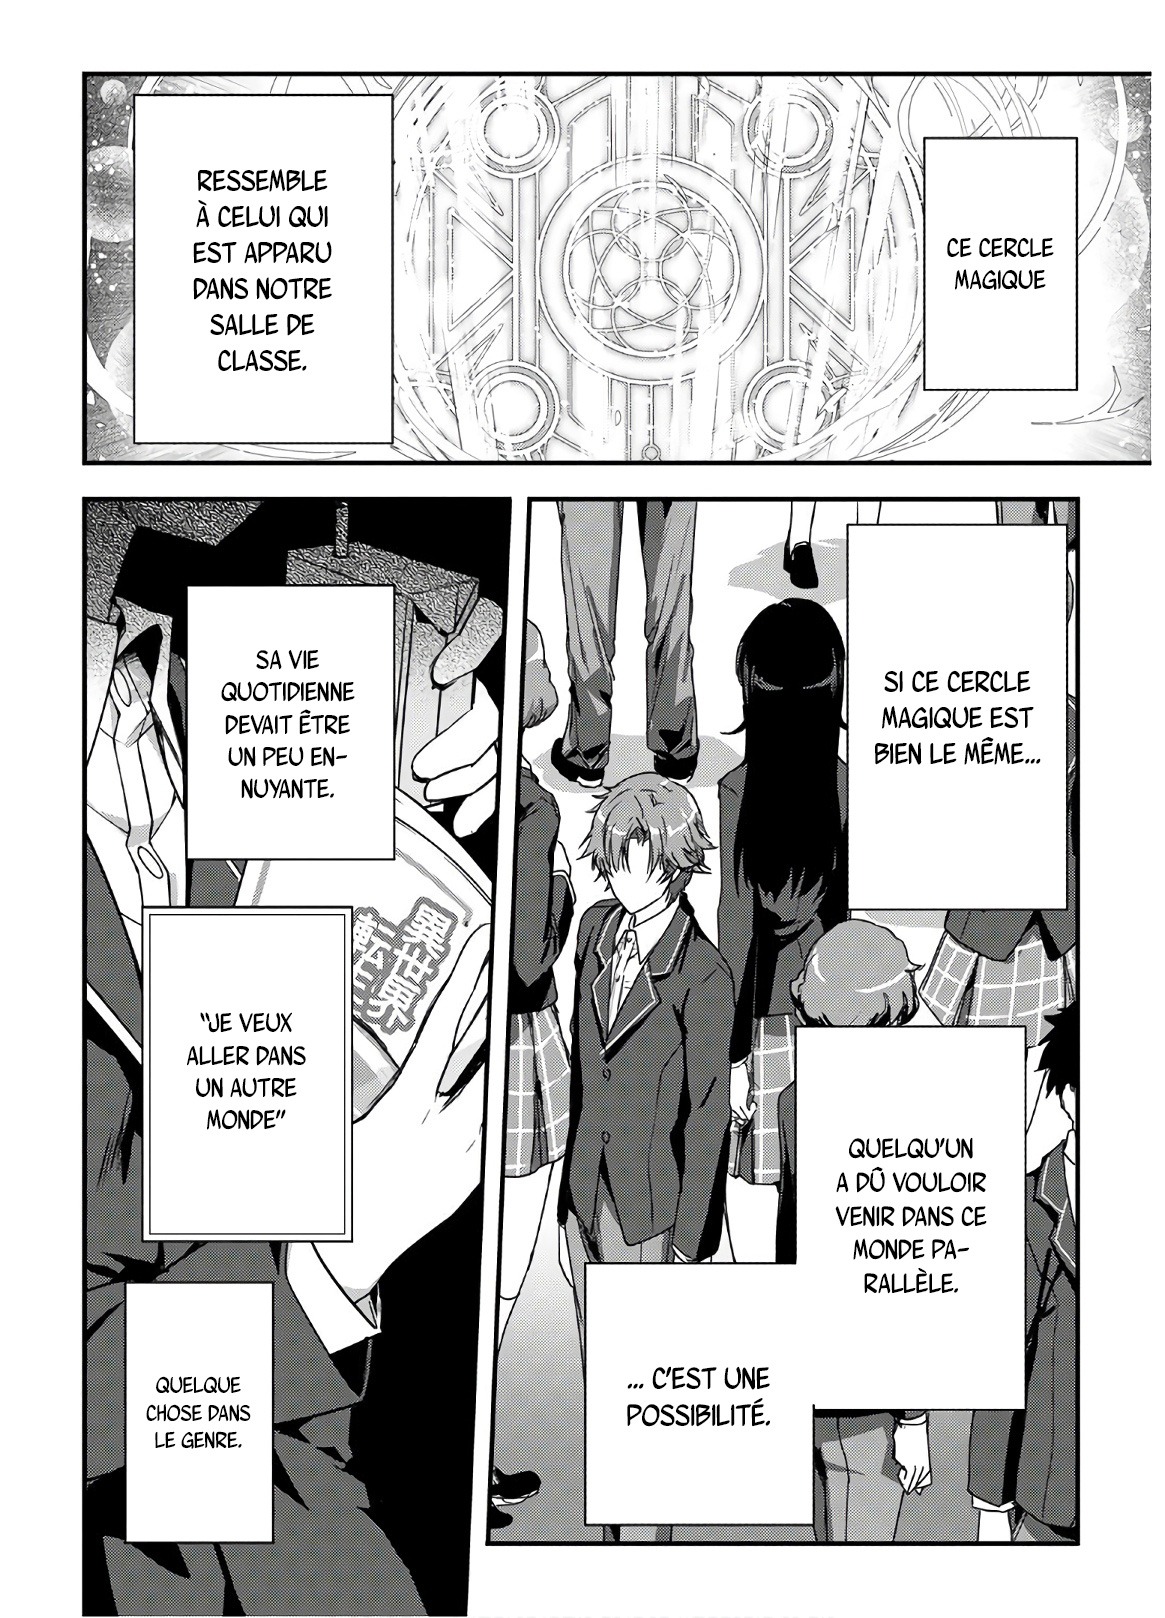 CE CERCLE
MAGIQUE
RESSEMBLE
À CELUI QUI
EST APPARU
DANS NOTRE
SALLE DE
CLASSE.
SI CE CERCLE
MAGIQUE EST
BIEN LE MÊME...
QUELQU'UN
A DÛ VOULOIR
VENIR DANS CE
MONDE PA-
RALLÈLE.
... C'EST UNE
POSSIBILITÉ.
SA VIE
QUOTIDIENNE
DEVAIT ÊTRE
UN PEU EN-
NUYANTE.
異世界
転生
"JE VEUX
ALLER DANS
UN AUTRE
MONDE"
QUELQUE
CHOSE DANS
LE GENRE.